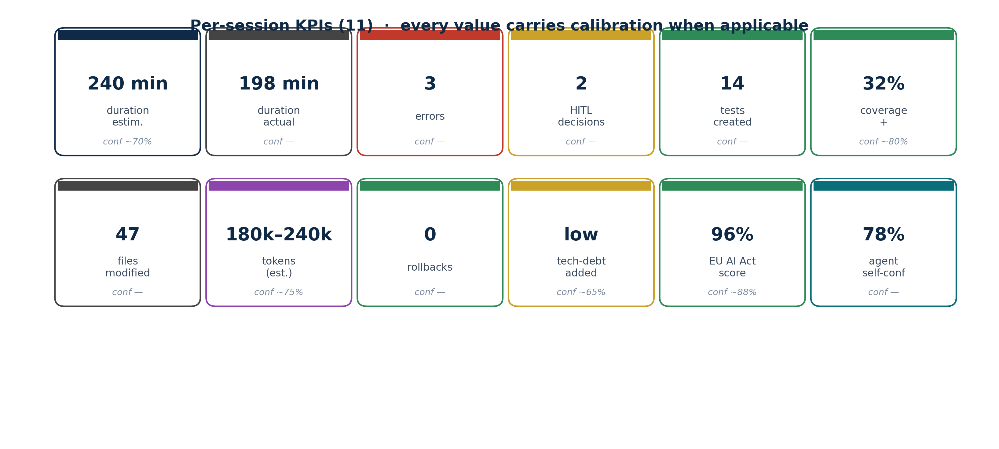 Per-session KPIs (11) · every value carries calibration when applicable
240 min
duration
estim.
conf ~70%
198 min
duration
actual
conf —
3
errors
conf —
2
HITL
decisions
conf —
14
tests
created
conf —
32%
coverage
+
conf ~80%
47
files
modified
conf —
180k–240k
tokens
(est.)
conf ~75%
0
rollbacks
conf —
low
tech-debt
added
conf ~65%
96%
EU AI Act
score
conf ~88%
78%
agent
self-conf
conf —